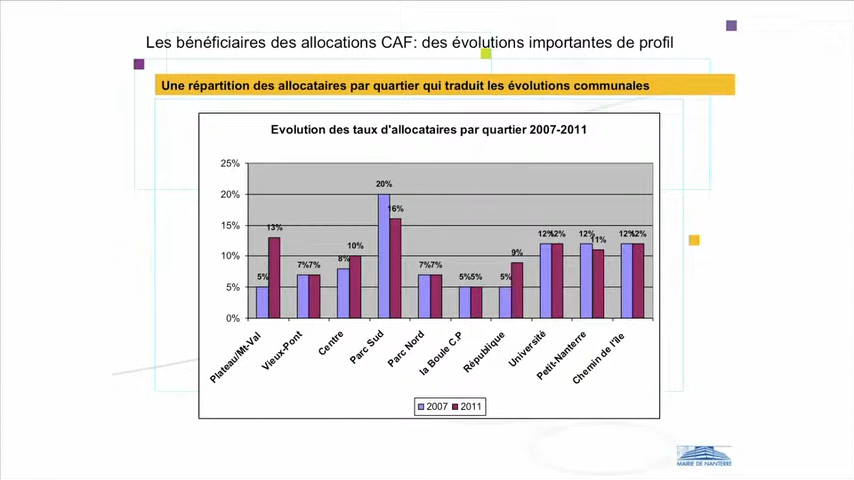 Les bénéficiaires des allocations CAF: des évolutions importantes de profil
Une répartition des allocataires par quartier qui traduit les évolutions communales
Evolution des taux d'allocataires par quartier 2007-2011
25%
20%
15%
10%
5%
0%
5% 13% 7% 7% 8% 10% 20% 16% 7% 7% 5% 5% 5% 9% 12% 12% 12% 11% 12% 12%
Plateau/Mt-Val
Vieux-Pont
Centre
Parc Sud
Parc Nord
la Boule C.P
République
Université
Petit-Nanterre
Chemin de l'île
2007 2011
MAIRIE DE NANTERRE